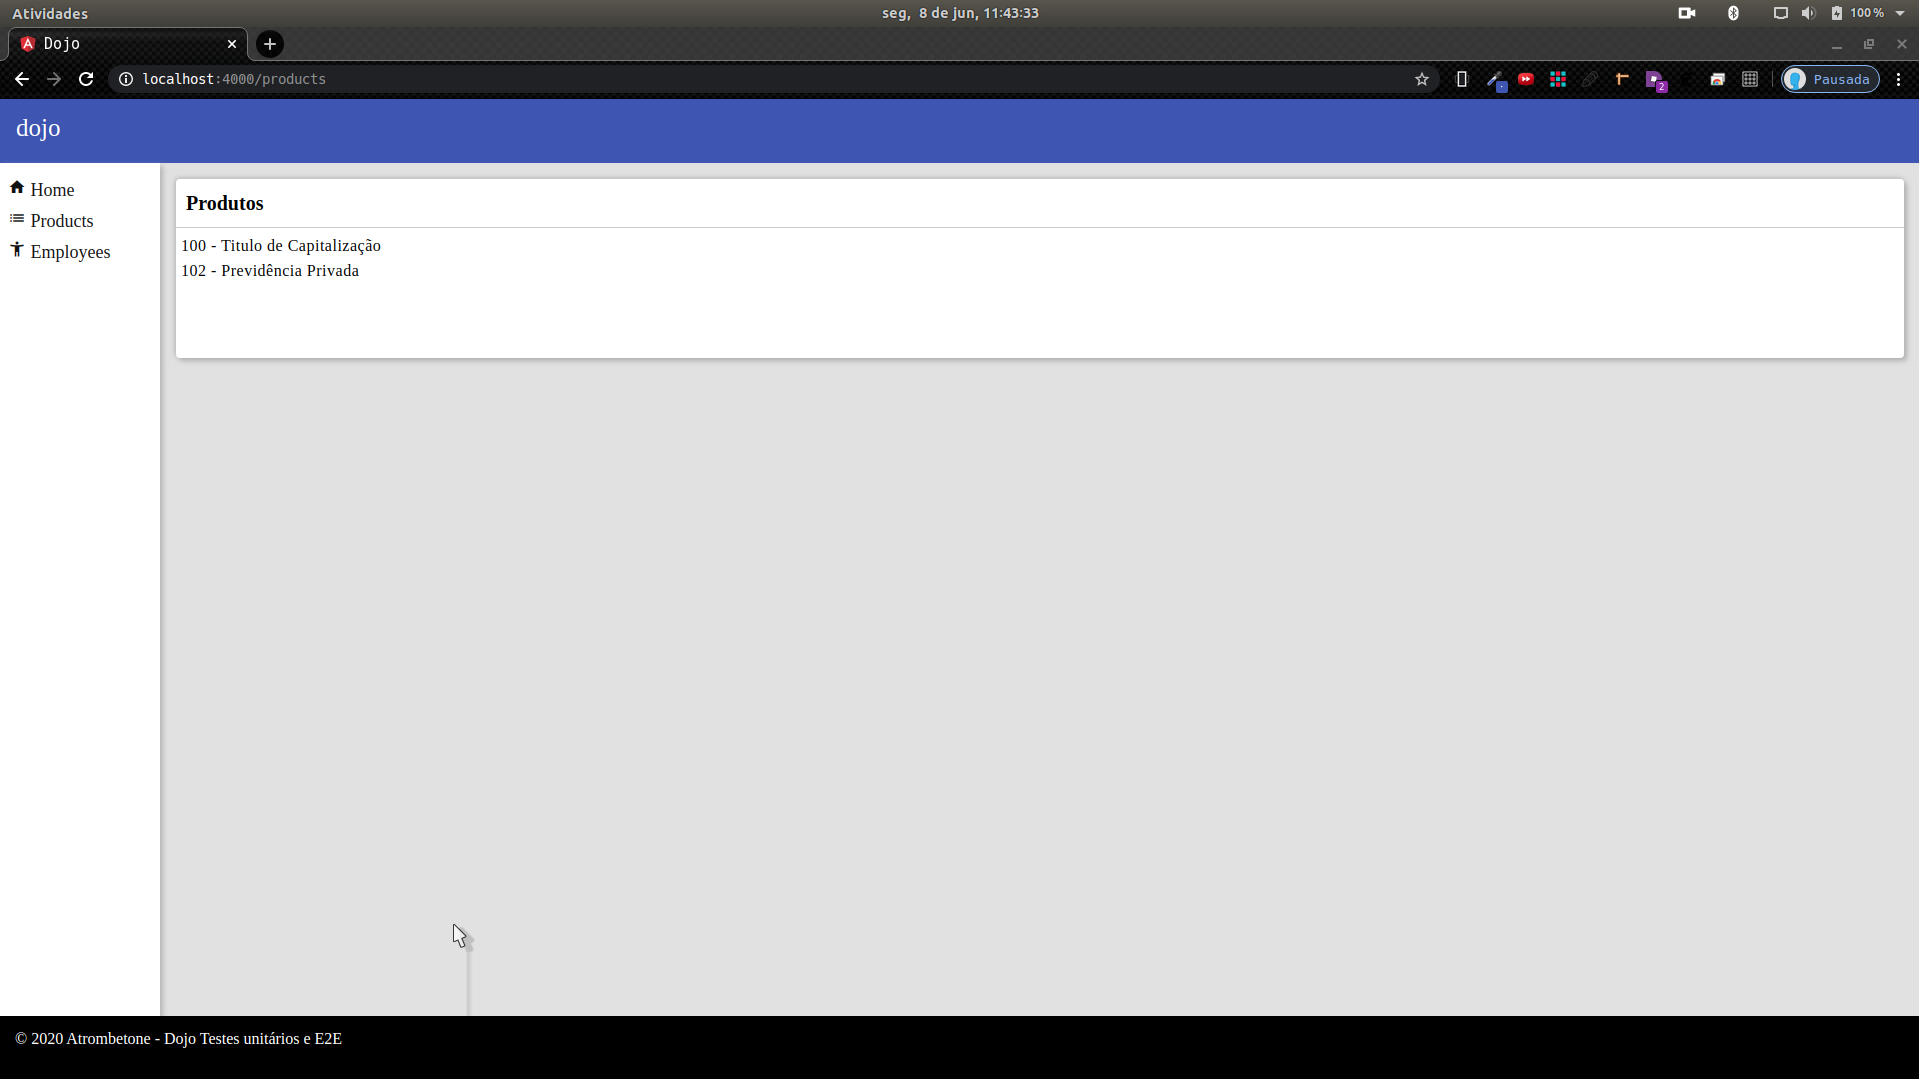 Atividades
seg, 8 de jun, 11:43:33
100 %
Dojo
localhost:4000/products
2
Pausada
dojo
Home
Products
Employees
Produtos
100 - Titulo de Capitalização
102 - Previdência Privada
© 2020 Atrombetone - Dojo Testes unitários e E2E